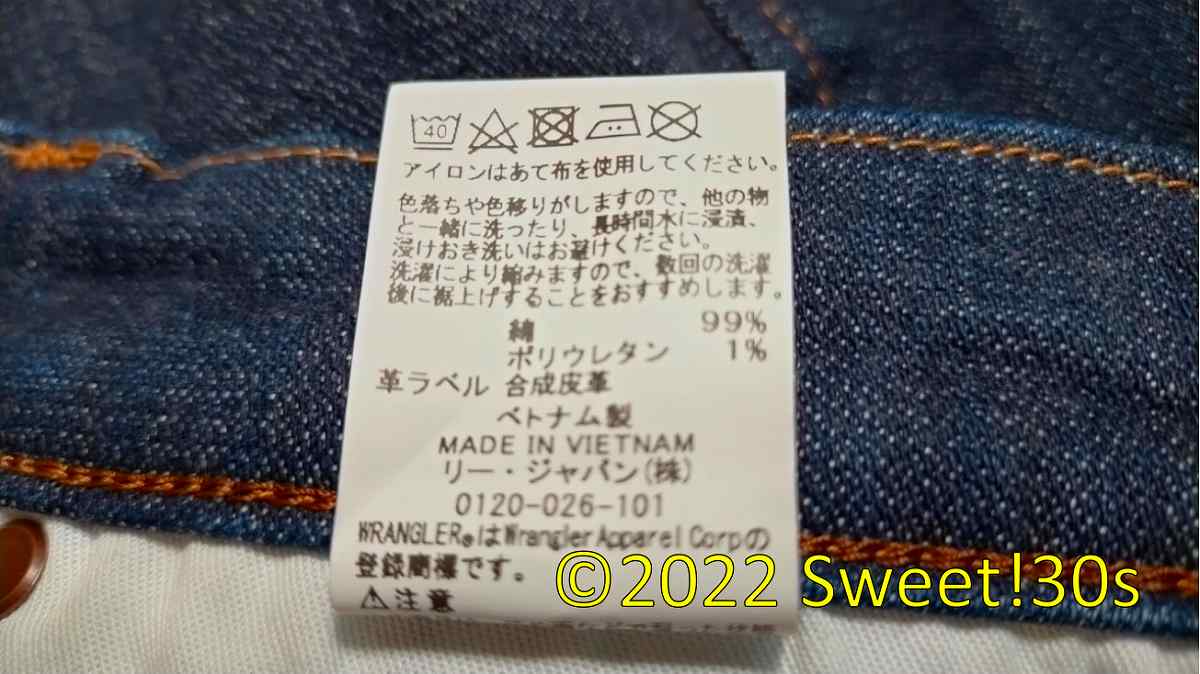 40
アイロンはあて布を使用してください。
色落ちや色移りがしますので、他の物
と一緒に洗ったり、長時間水に浸漬、
浸けおき洗いはお避けください。
洗濯により縮みますので、数回の洗濯
後に裾上げすることをおすすめします。
綿 99%
ポリウレタン 1%
革ラベル 合成皮革
ベトナム製
MADE IN VIETNAM
リー・ジャパン(株)
0120-026-101
WRANGLER®はWrangler Apparel Corpの
登録商標です。
⚠注意
©2022 Sweet!30s